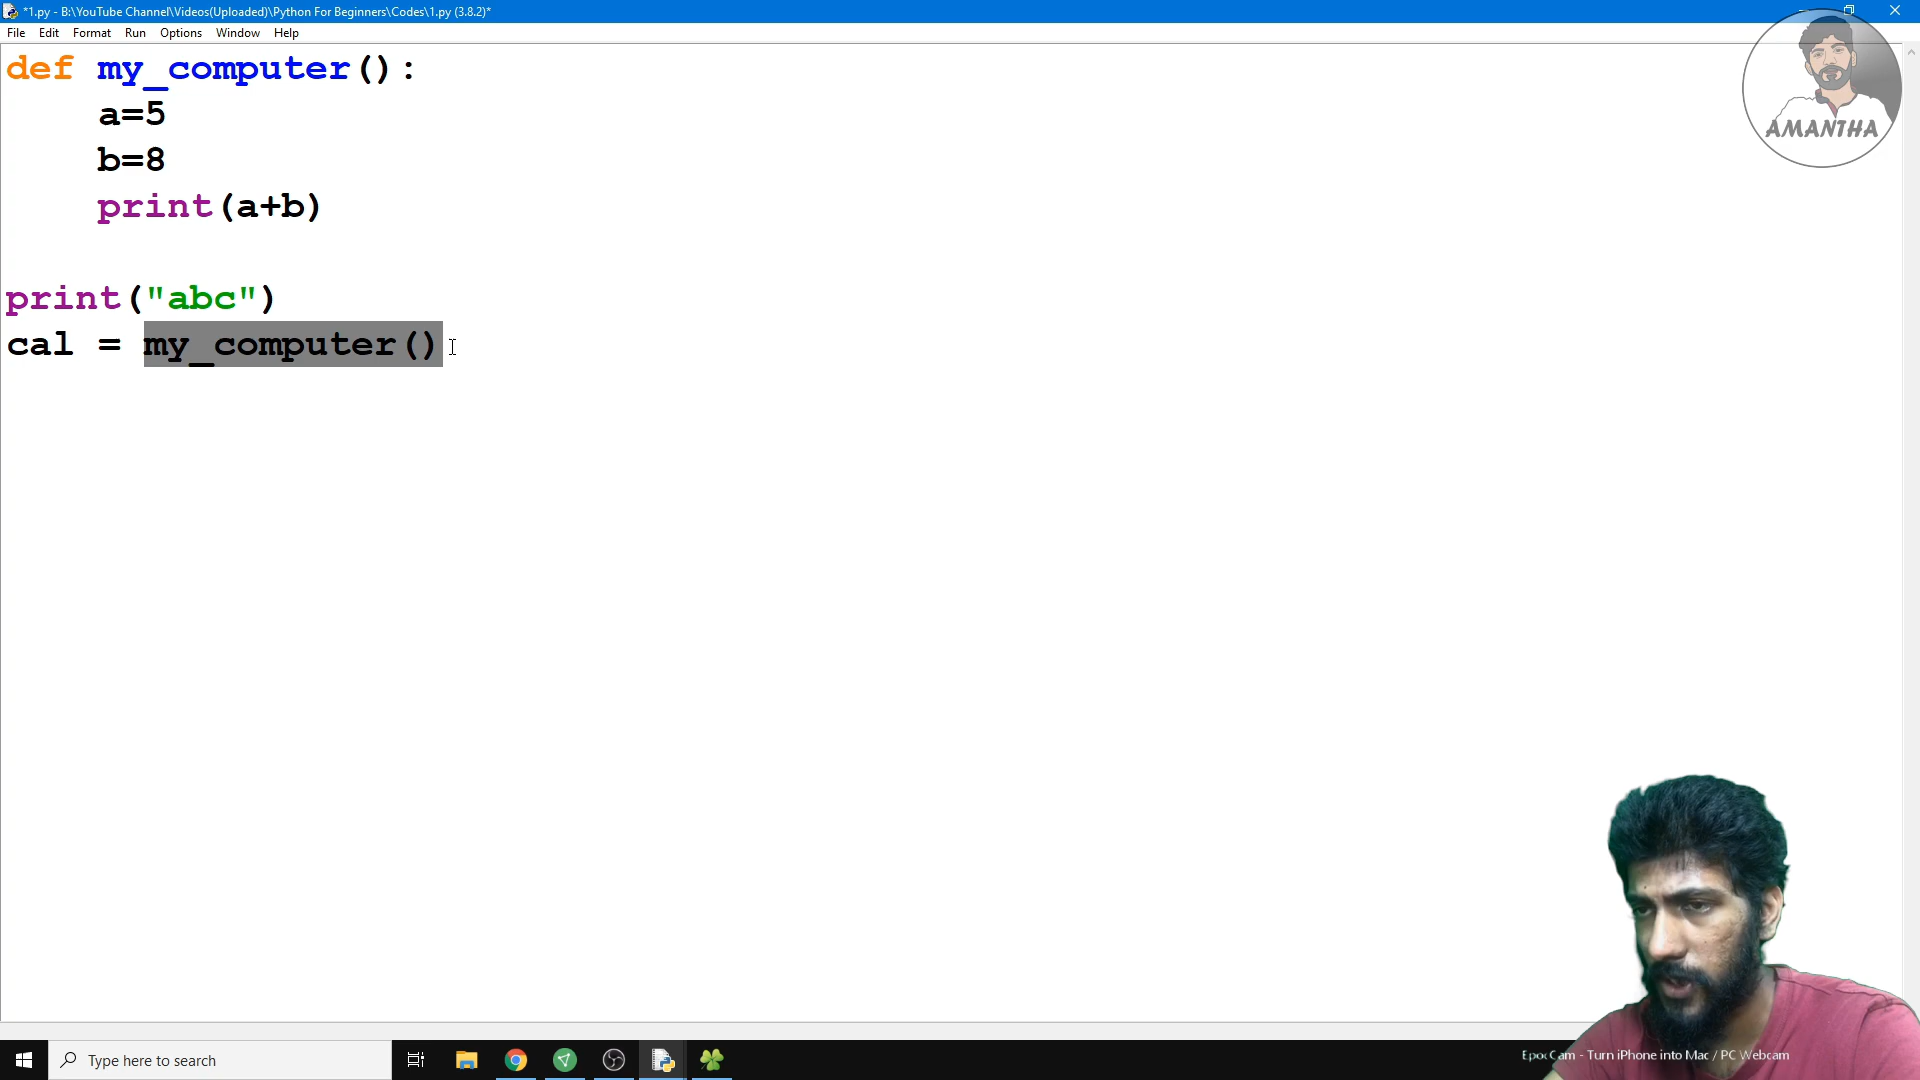 *1.py - B:\YouTube Channel\Videos(Uploaded)\Python For Beginners\Codes\1.py (3.8.2)*
File Edit Format Run Options Window Help
def my_computer():
    a=5
    b=8
    print(a+b)
print("abc")
cal = my_computer()
AMANTHA
Type here to search
EpocCam - Turn iPhone into Mac / PC Webcam